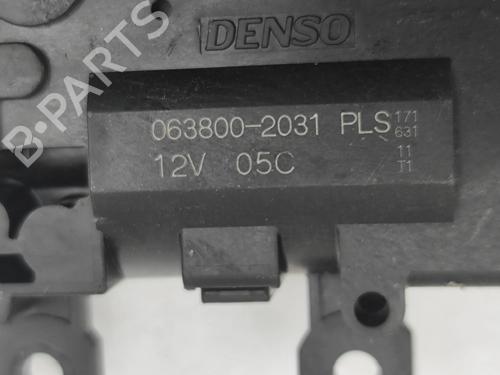 B-PARTS
DENSO
063800-2031 PLS 171
631
12V 05C 11
T1